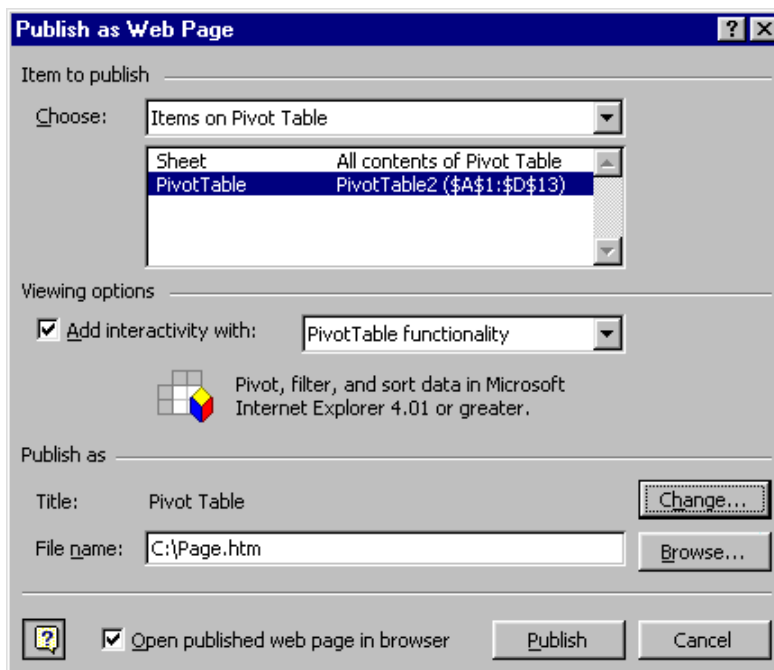 Publish as Web Page
Item to publish
Choose: Items on Pivot Table
Sheet All contents of Pivot Table
PivotTable PivotTable2 ($A$1:$D$13)
Viewing options
Add interactivity with: PivotTable functionality
Pivot, filter, and sort data in Microsoft
Internet Explorer 4.01 or greater.
Publish as
Title: Pivot Table Change...
File name: C:\Page.htm Browse...
Open published web page in browser Publish Cancel